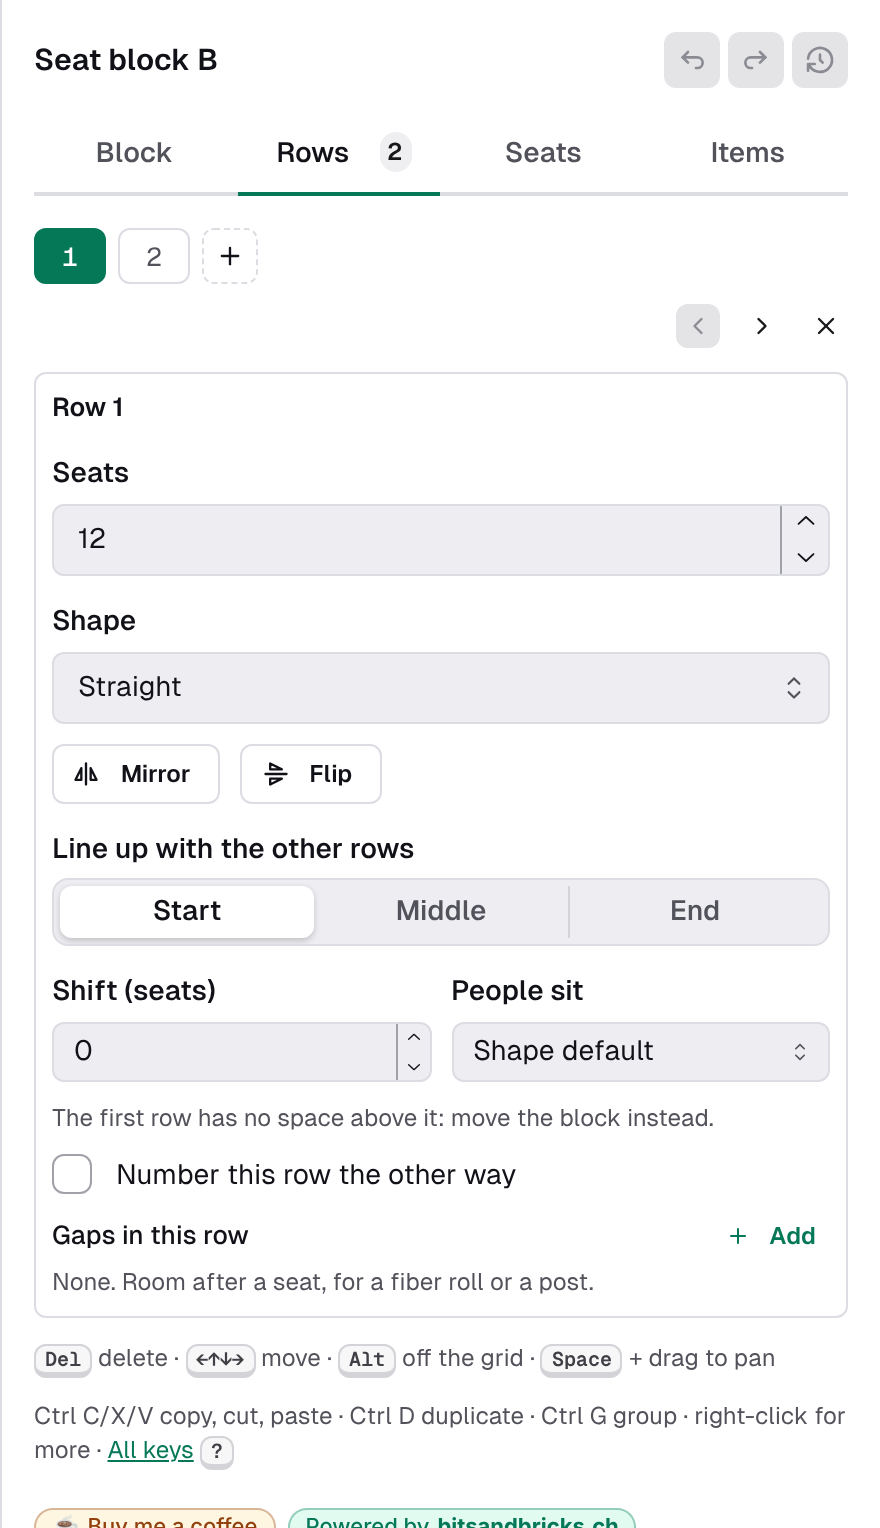 Seat block B
Block Rows 2 Seats Items
1 2 +
Row 1
Seats
12
Shape
Straight
Mirror Flip
Line up with the other rows
Start Middle End
Shift (seats) People sit
0 Shape default
The first row has no space above it: move the block instead.
Number this row the other way
Gaps in this row + Add
None. Room after a seat, for a fiber roll or a post.
Del delete · ←↑↓→ move · Alt off the grid · Space + drag to pan
Ctrl C/X/V copy, cut, paste · Ctrl D duplicate · Ctrl G group · right-click for
more · All keys ?
Buy me a coffee Powered by bitsandbricks.ch